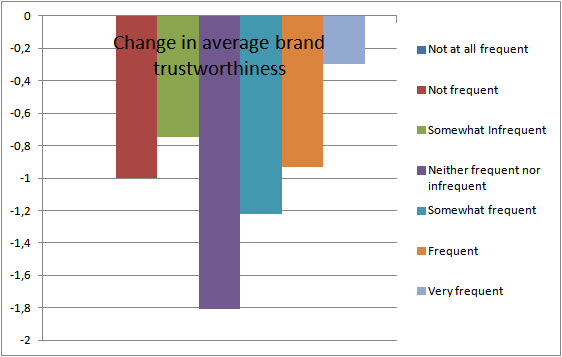 Change in average brand
trustworthiness
0
-0,2
-0,4
-0,6
-0,8
-1
-1,2
-1,4
-1,6
-1,8
-2
Not at all frequent
Not frequent
Somewhat Infrequent
Neither frequent nor
infrequent
Somewhat frequent
Frequent
Very frequent